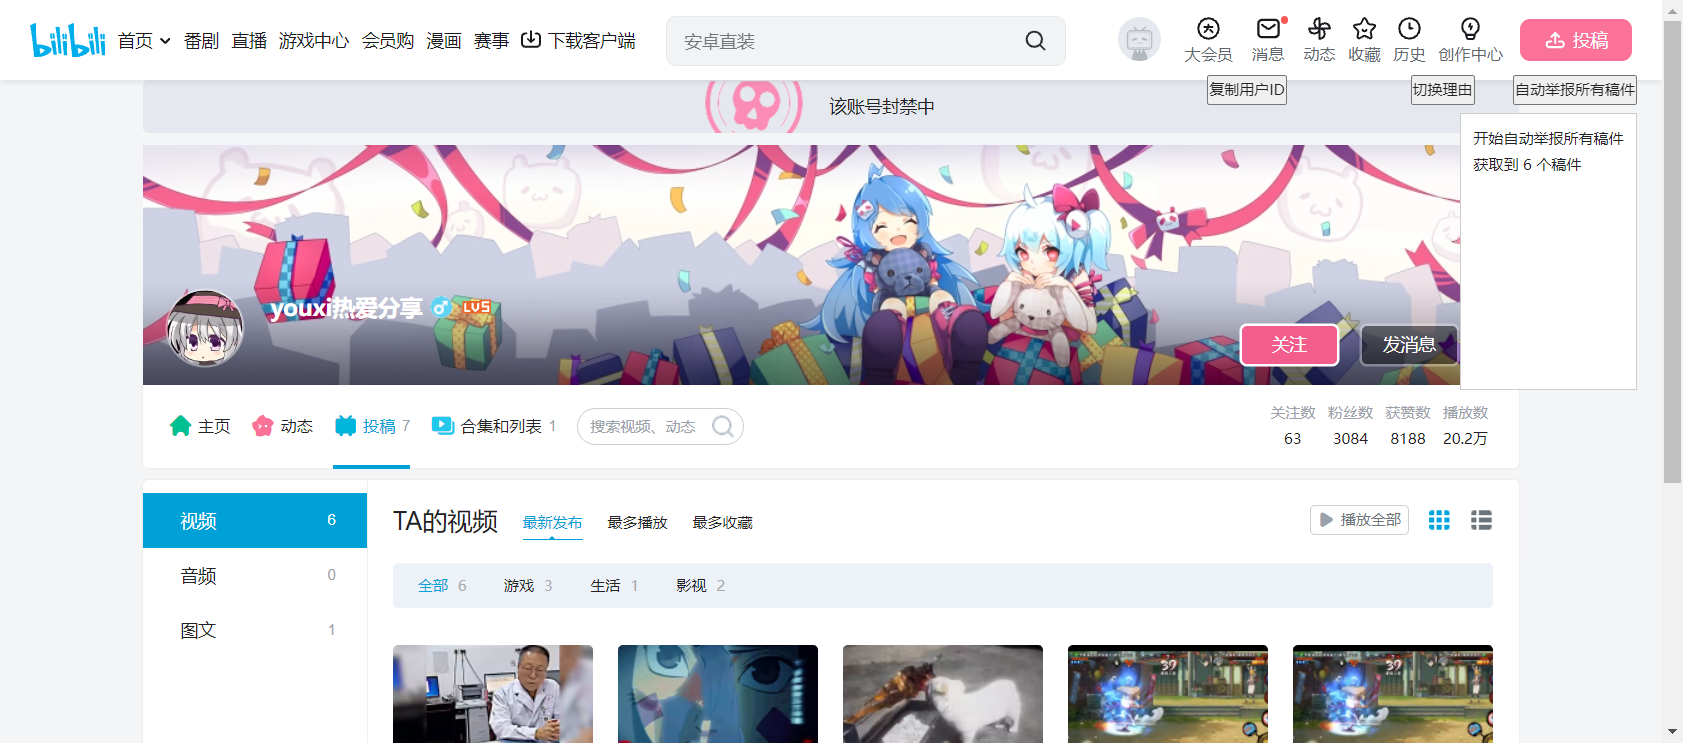 bilibili 首页 番剧 直播 游戏中心 会员购 漫画 赛事 下载客户端 安卓直装 大会员 消息 动态 收藏 历史 创作中心 投稿
复制用户ID 切换理由 自动举报所有稿件
该账号封禁中
开始自动举报所有稿件
获取到 6 个稿件
youxi热爱分享 LV5
关注 发消息
主页 动态 投稿 7 合集和列表 1 搜索视频、动态
关注数 粉丝数 获赞数 播放数
63 3084 8188 20.2万
视频 6
音频 0
图文 1
TA的视频 最新发布 最多播放 最多收藏 播放全部
全部 6 游戏 3 生活 1 影视 2
39 39